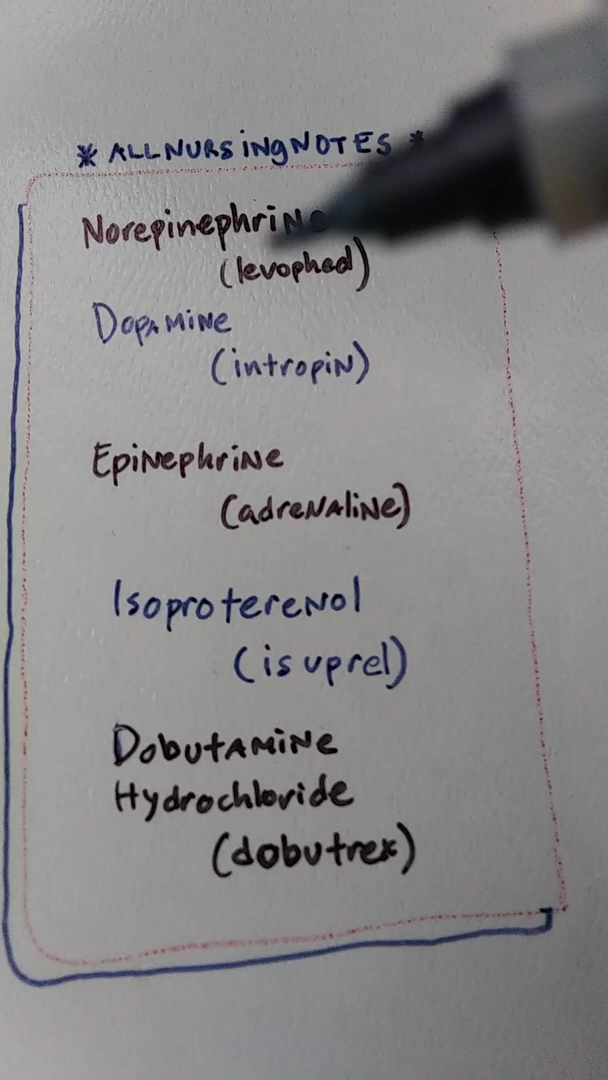 * ALLNURSiNgNOTES *
NorepinephriNe
(levophed)
DopAMiNe
(intropiN)
EpiNephriNe
(adreNAliNe)
IsoprotereNol
(isuprel)
DobutAMiNe
Hydrochloride
(dobutrex)